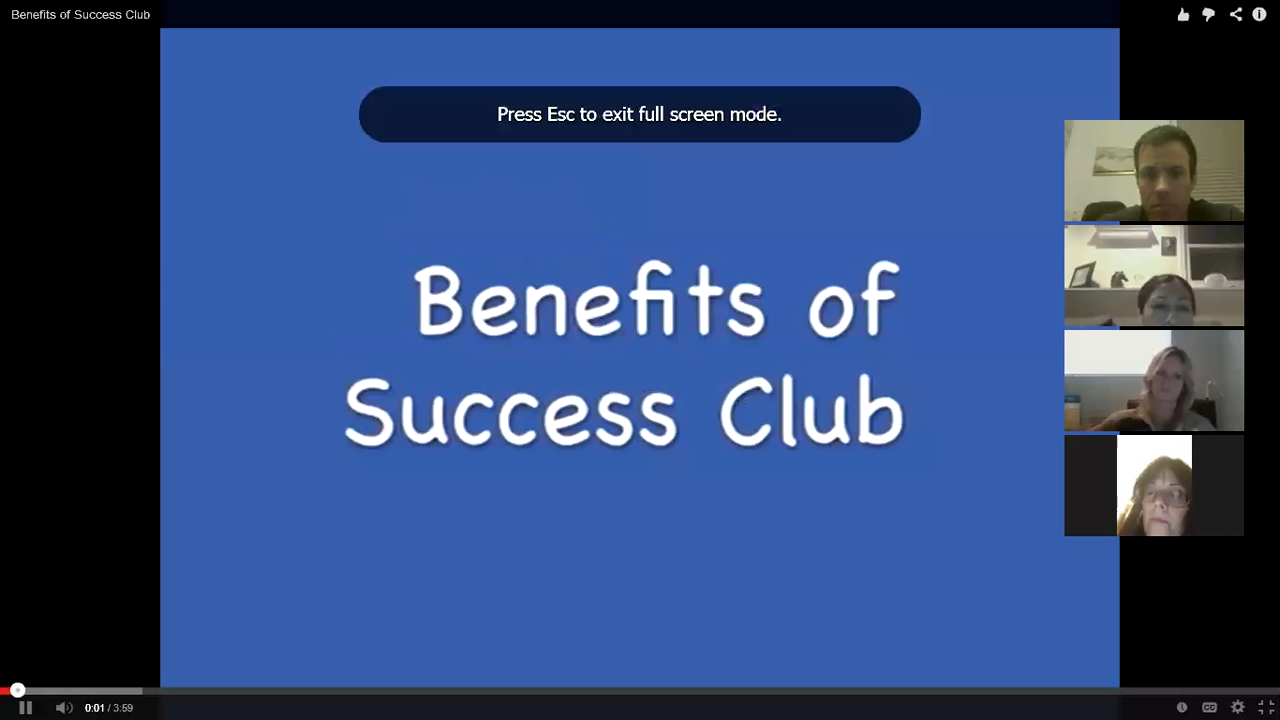 Benefits of Success Club
Press Esc to exit full screen mode.
Benefits of
Success Club
0:01 / 3:59
CC